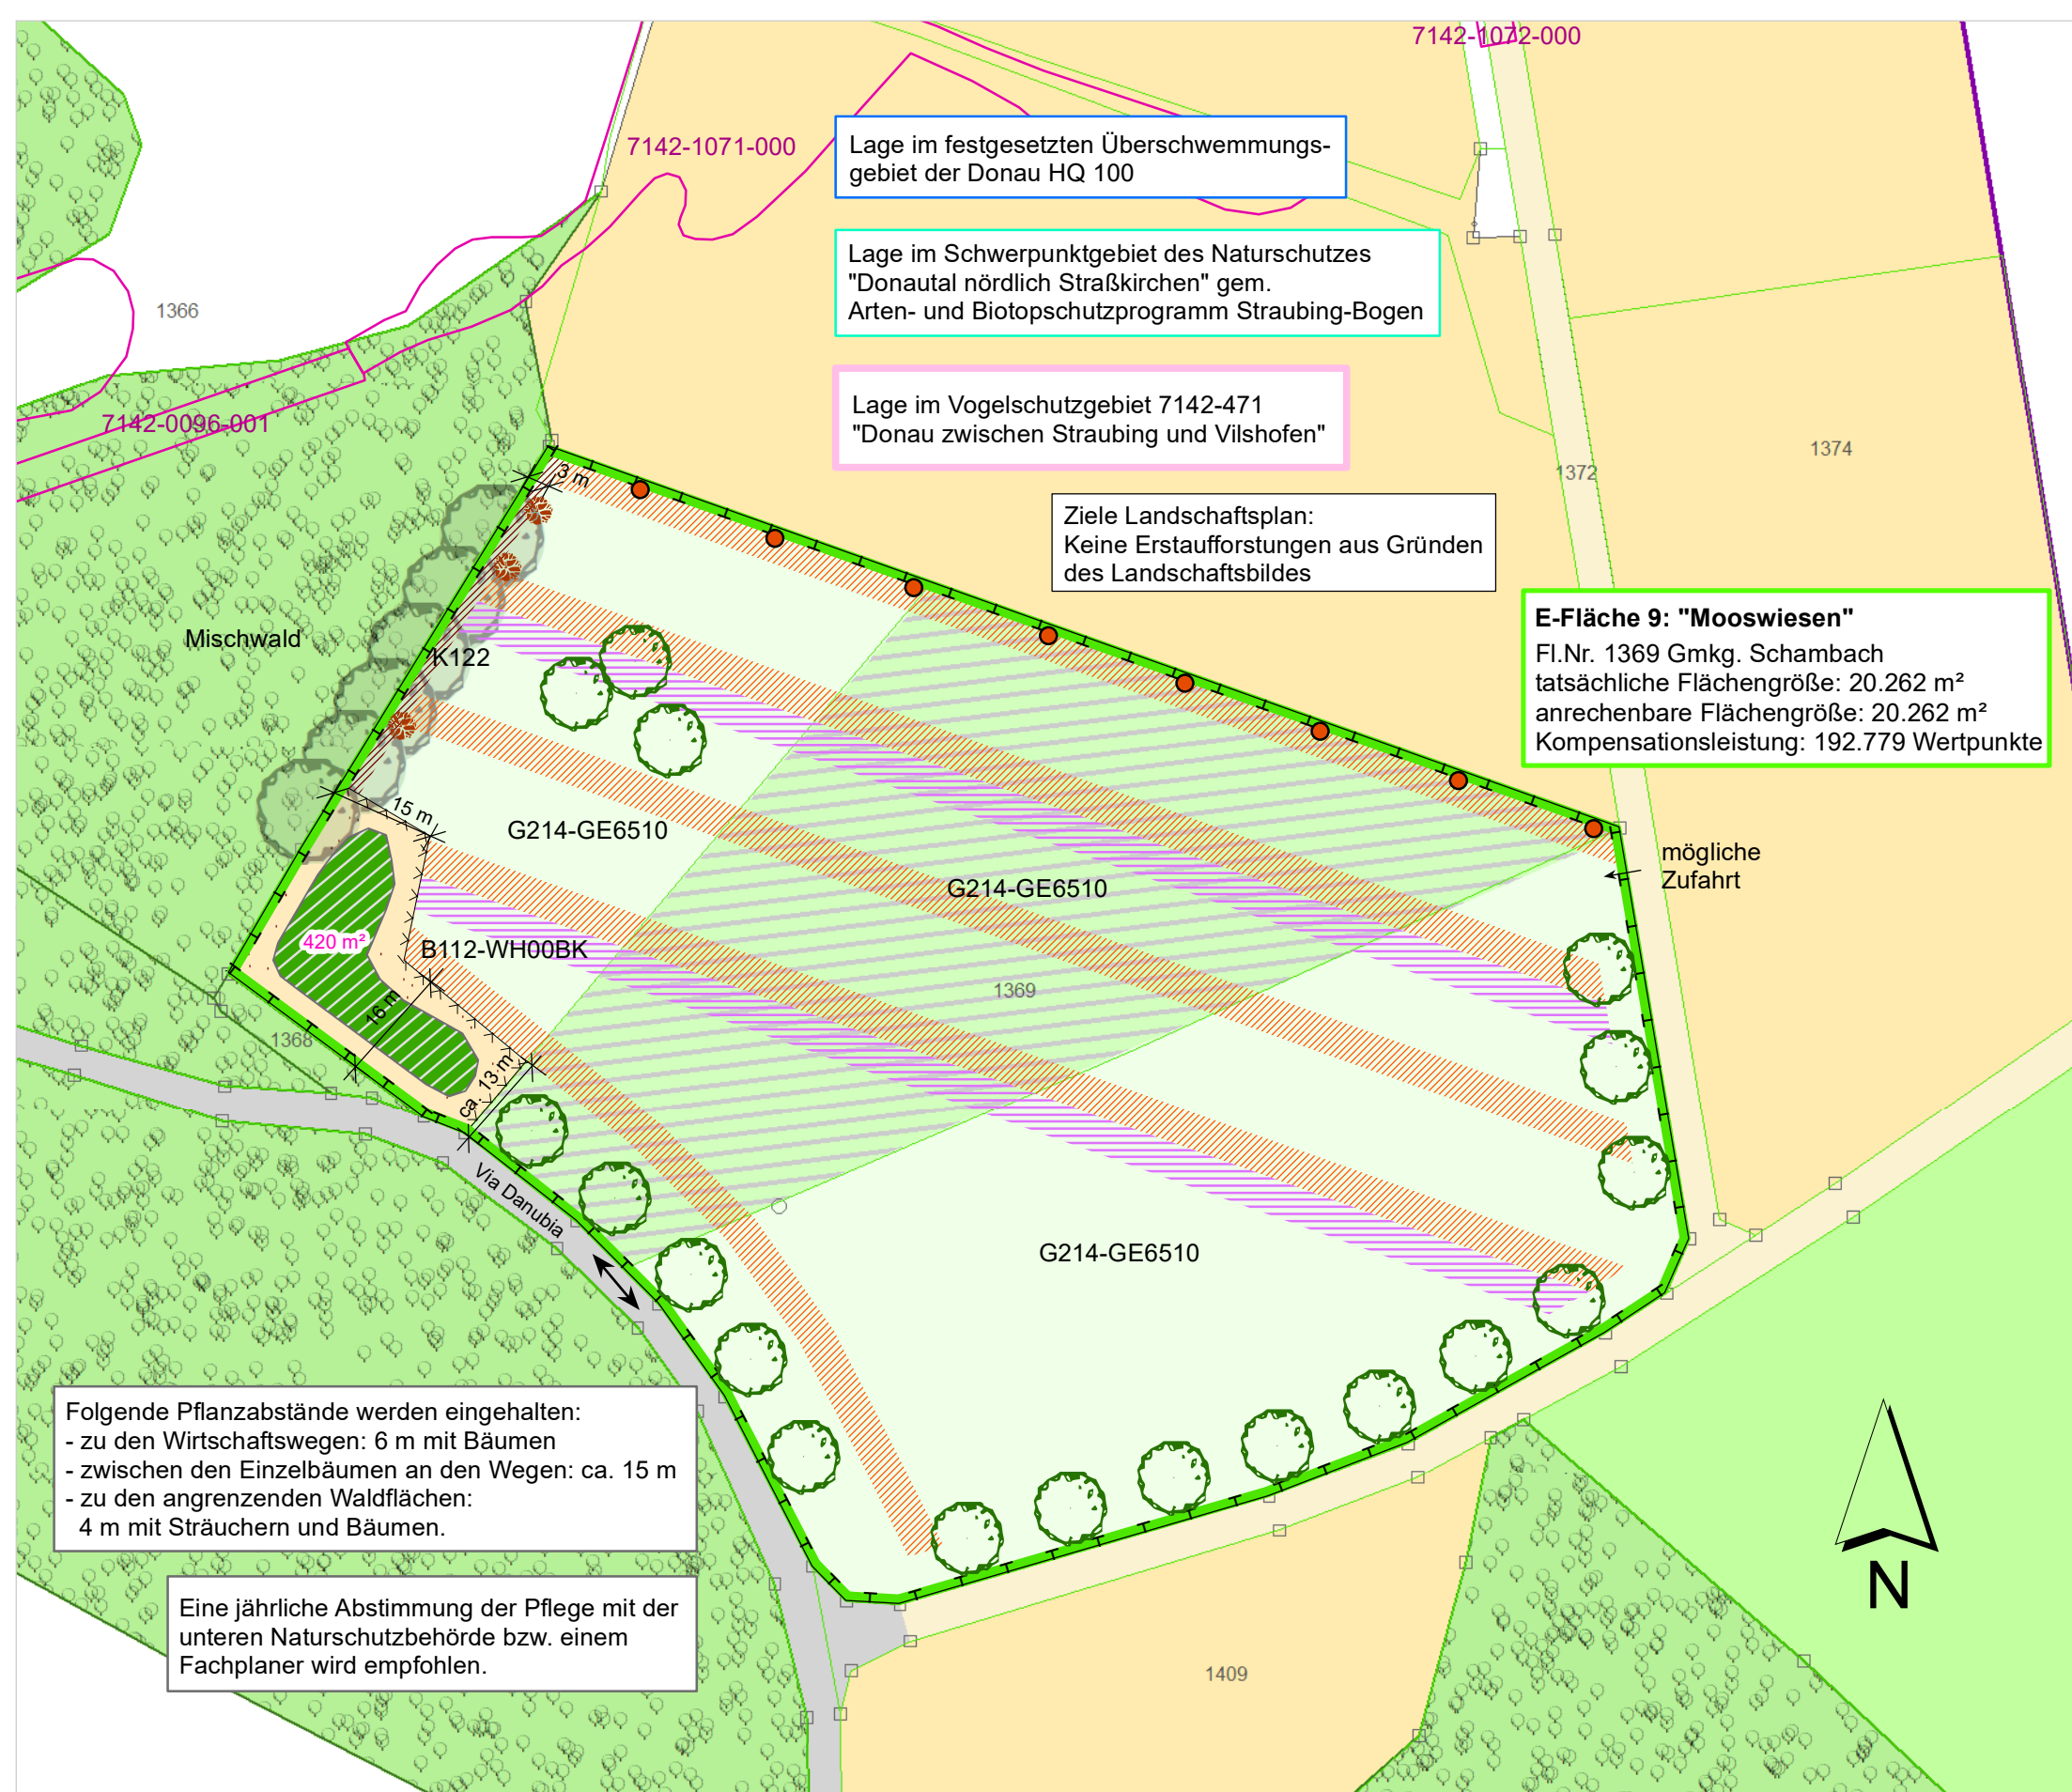 7142-1072-000
7142-1071-000
Lage im festgesetzten Überschwemmungs-
gebiet der Donau HQ 100
Lage im Schwerpunktgebiet des Naturschutzes
"Donautal nördlich Straßkirchen" gem.
Arten- und Biotopschutzprogramm Straubing-Bogen
1366
Lage im Vogelschutzgebiet 7142-471
"Donau zwischen Straubing und Vilshofen"
7142-0096-001
1374
1372
3 m
Ziele Landschaftsplan:
Keine Erstaufforstungen aus Gründen
des Landschaftsbildes
E-Fläche 9: "Mooswiesen"
Fl.Nr. 1369 Gmkg. Schambach
tatsächliche Flächengröße: 20.262 m²
anrechenbare Flächengröße: 20.262 m²
Kompensationsleistung: 192.779 Wertpunkte
Mischwald
K122
15 m
G214-GE6510
mögliche
Zufahrt
G214-GE6510
420 m²
B112-WH00BK
1369
16 m
1368
ca. 13 m
Via Danubia
G214-GE6510
Folgende Pflanzabstände werden eingehalten:
- zu den Wirtschaftswegen: 6 m mit Bäumen
- zwischen den Einzelbäumen an den Wegen: ca. 15 m
- zu den angrenzenden Waldflächen:
4 m mit Sträuchern und Bäumen.
N
Eine jährliche Abstimmung der Pflege mit der
unteren Naturschutzbehörde bzw. einem
Fachplaner wird empfohlen.
1409